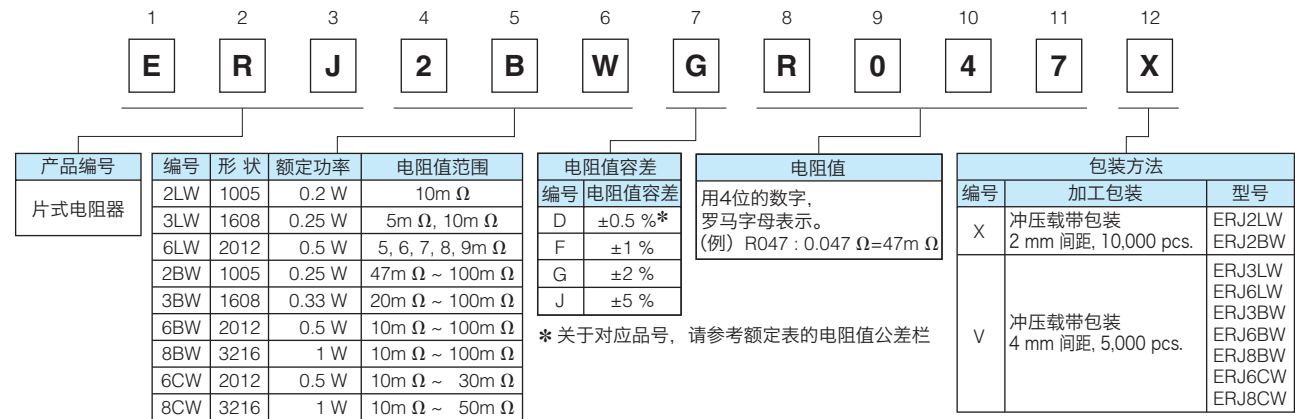 1 2 3 4 5 6 7 8 9 10 11 12
E R J 2 B W G R 0 4 7 X
产品编号
片式电阻器
编号 形 状 额定功率 电阻值范围
2LW 1005 0.2 W 10m Ω
3LW 1608 0.25 W 5m Ω, 10m Ω
6LW 2012 0.5 W 5, 6, 7, 8, 9m Ω
2BW 1005 0.25 W 47m Ω ~ 100m Ω
3BW 1608 0.33 W 20m Ω ~ 100m Ω
6BW 2012 0.5 W 10m Ω ~ 100m Ω
8BW 3216 1 W 10m Ω ~ 100m Ω
6CW 2012 0.5 W 10m Ω ~ 30m Ω
8CW 3216 1 W 10m Ω ~ 50m Ω
电阻值容差
编号 电阻值容差
D ±0.5 %*
F ±1 %
G ±2 %
J ±5 %
* 关于对应品号，请参考额定表的电阻值公差栏
电阻值
用4位的数字,
罗马字母表示。
(例) R047 : 0.047 Ω=47m Ω
包装方法
编号 加工包装 型号
X 冲压载带包装
2 mm 间距, 10,000 pcs.
ERJ2LW
ERJ2BW
V 冲压载带包装
4 mm 间距, 5,000 pcs.
ERJ3LW
ERJ6LW
ERJ3BW
ERJ6BW
ERJ8BW
ERJ6CW
ERJ8CW